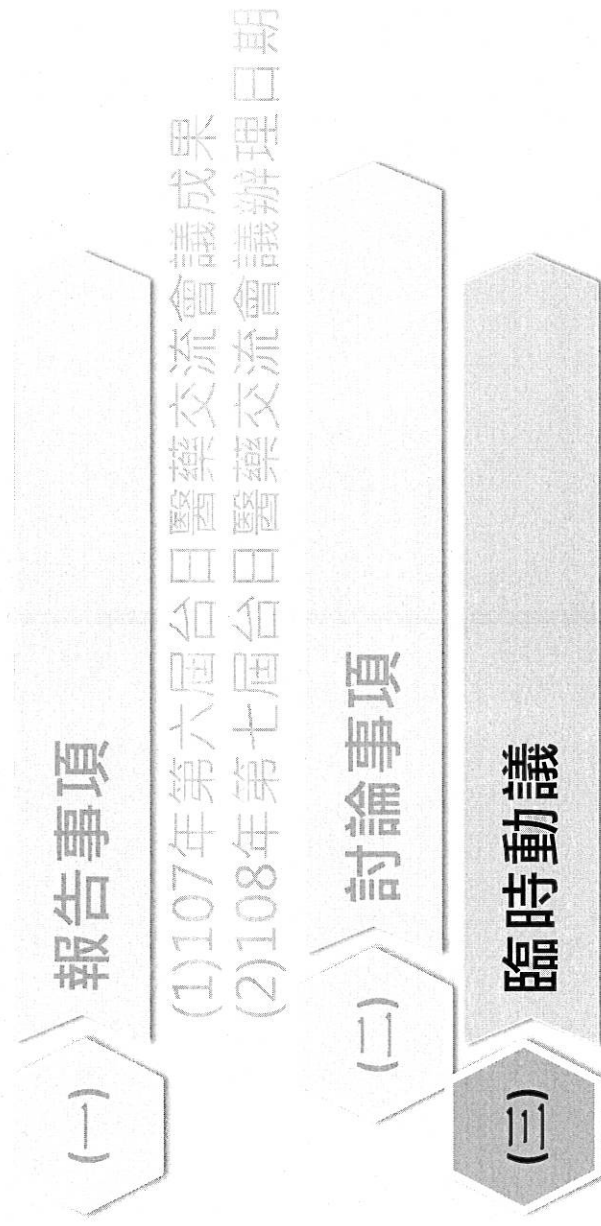 (一) 報告事項
(1)107年第六屆台日醫藥交流會議成果
(2)108年第七屆台日醫藥交流會議辦理日期
(二) 討論事項
(三) 臨時動議